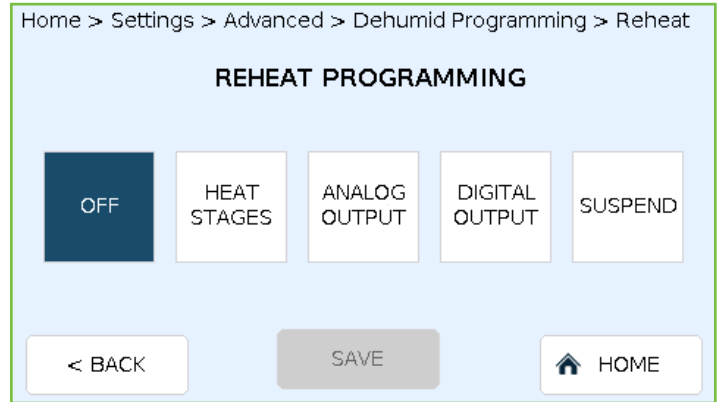 Home > Settings > Advanced > Dehumid Programming > Reheat
REHEAT PROGRAMMING
OFF
HEAT
STAGES
ANALOG
OUTPUT
DIGITAL
OUTPUT
SUSPEND
< BACK
SAVE
HOME